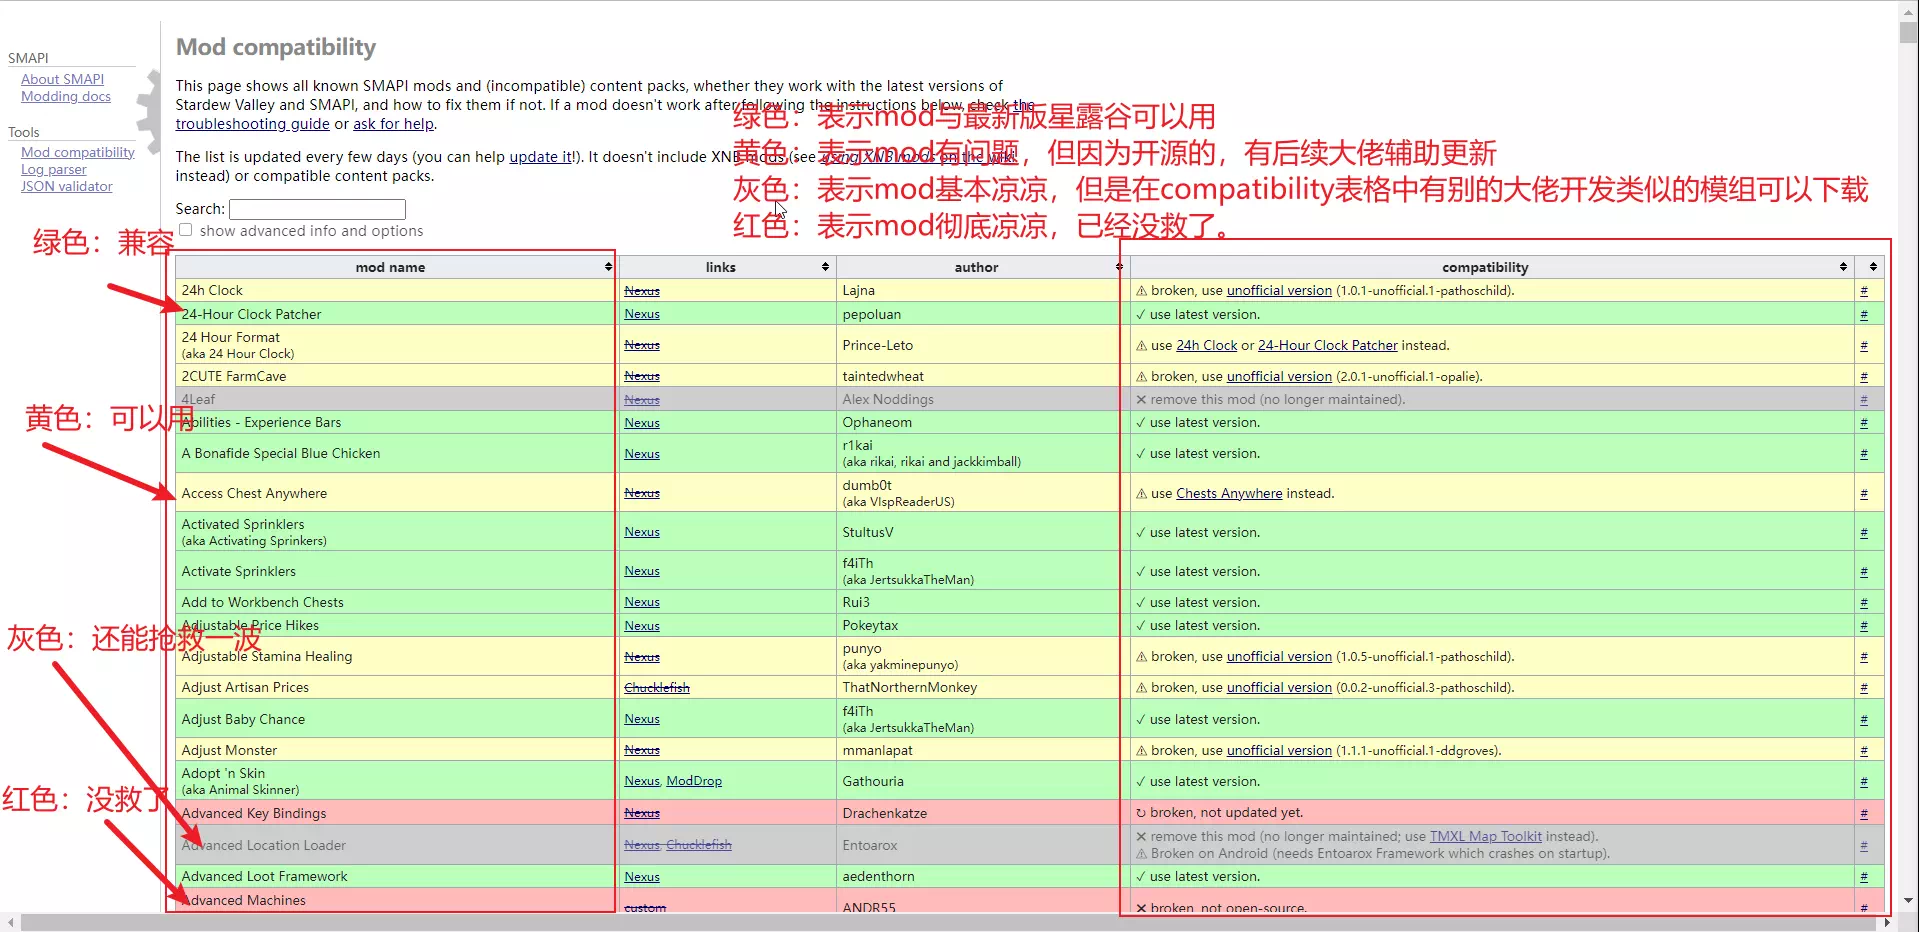 SMAPI
About SMAPI
Modding docs
Tools
Mod compatibility
Log parser
JSON validator
Mod compatibility
This page shows all known SMAPI mods and (incompatible) content packs, whether they work with the latest versions of
Stardew Valley and SMAPI, and how to fix them if not. If a mod doesn't work after following the instructions below, check the
troubleshooting guide or ask for help.
The list is updated every few days (you can help update it!). It doesn't include XNB mods (see using XNB mods on the wiki
instead) or compatible content packs.
绿色：表示mod与最新版星露谷可以用
黄色：表示mod有问题，但因为开源的，有后续大佬辅助更新
灰色：表示mod基本凉凉，但是在compatibility表格中有别的大佬开发类似的模组可以下载
红色：表示mod彻底凉凉，已经没救了。
Search:
show advanced info and options
绿色：兼容
黄色：可以用
灰色：还能抢救一波
红色：没救了
mod name links author compatibility
24h Clock Nexus Lajna ⚠ broken, use unofficial version (1.0.1-unofficial.1-pathoschild). #
24-Hour Clock Patcher Nexus pepoluan ✓ use latest version. #
24 Hour Format
(aka 24 Hour Clock) Nexus Prince-Leto ⚠ use 24h Clock or 24-Hour Clock Patcher instead. #
2CUTE FarmCave Nexus taintedwheat ⚠ broken, use unofficial version (2.0.1-unofficial.1-opalie). #
4Leaf Nexus Alex Noddings ✕ remove this mod (no longer maintained). #
Abilities - Experience Bars Nexus Ophaneom ✓ use latest version. #
A Bonafide Special Blue Chicken Nexus r1kai
(aka rikai, rikai and jackkimball) ✓ use latest version. #
Access Chest Anywhere Nexus dumb0t
(aka VIspReaderUS) ⚠ use Chests Anywhere instead. #
Activated Sprinklers
(aka Activating Sprinkers) Nexus StultusV ✓ use latest version. #
Activate Sprinklers Nexus f4iTh
(aka JertsukkaTheMan) ✓ use latest version. #
Add to Workbench Chests Nexus Rui3 ✓ use latest version. #
Adjustable Price Hikes Nexus Pokeytax ✓ use latest version. #
Adjustable Stamina Healing Nexus punyo
(aka yakminepunyo) ⚠ broken, use unofficial version (1.0.5-unofficial.1-pathoschild). #
Adjust Artisan Prices Chucklefish ThatNorthernMonkey ⚠ broken, use unofficial version (0.0.2-unofficial.3-pathoschild). #
Adjust Baby Chance Nexus f4iTh
(aka JertsukkaTheMan) ✓ use latest version. #
Adjust Monster Nexus mmanlapat ⚠ broken, use unofficial version (1.1.1-unofficial.1-ddgroves). #
Adopt 'n Skin
(aka Animal Skinner) Nexus, ModDrop Gathouria ✓ use latest version. #
Advanced Key Bindings Nexus Drachenkatze ↻ broken, not updated yet. #
Advanced Location Loader Nexus, Chucklefish Entoarox ✕ remove this mod (no longer maintained; use TMXL Map Toolkit instead).
⚠ Broken on Android (needs Entoarox Framework which crashes on startup). #
Advanced Loot Framework Nexus aedenthorn ✓ use latest version. #
Advanced Machines custom ANDR55 ✕ broken, not open-source. #